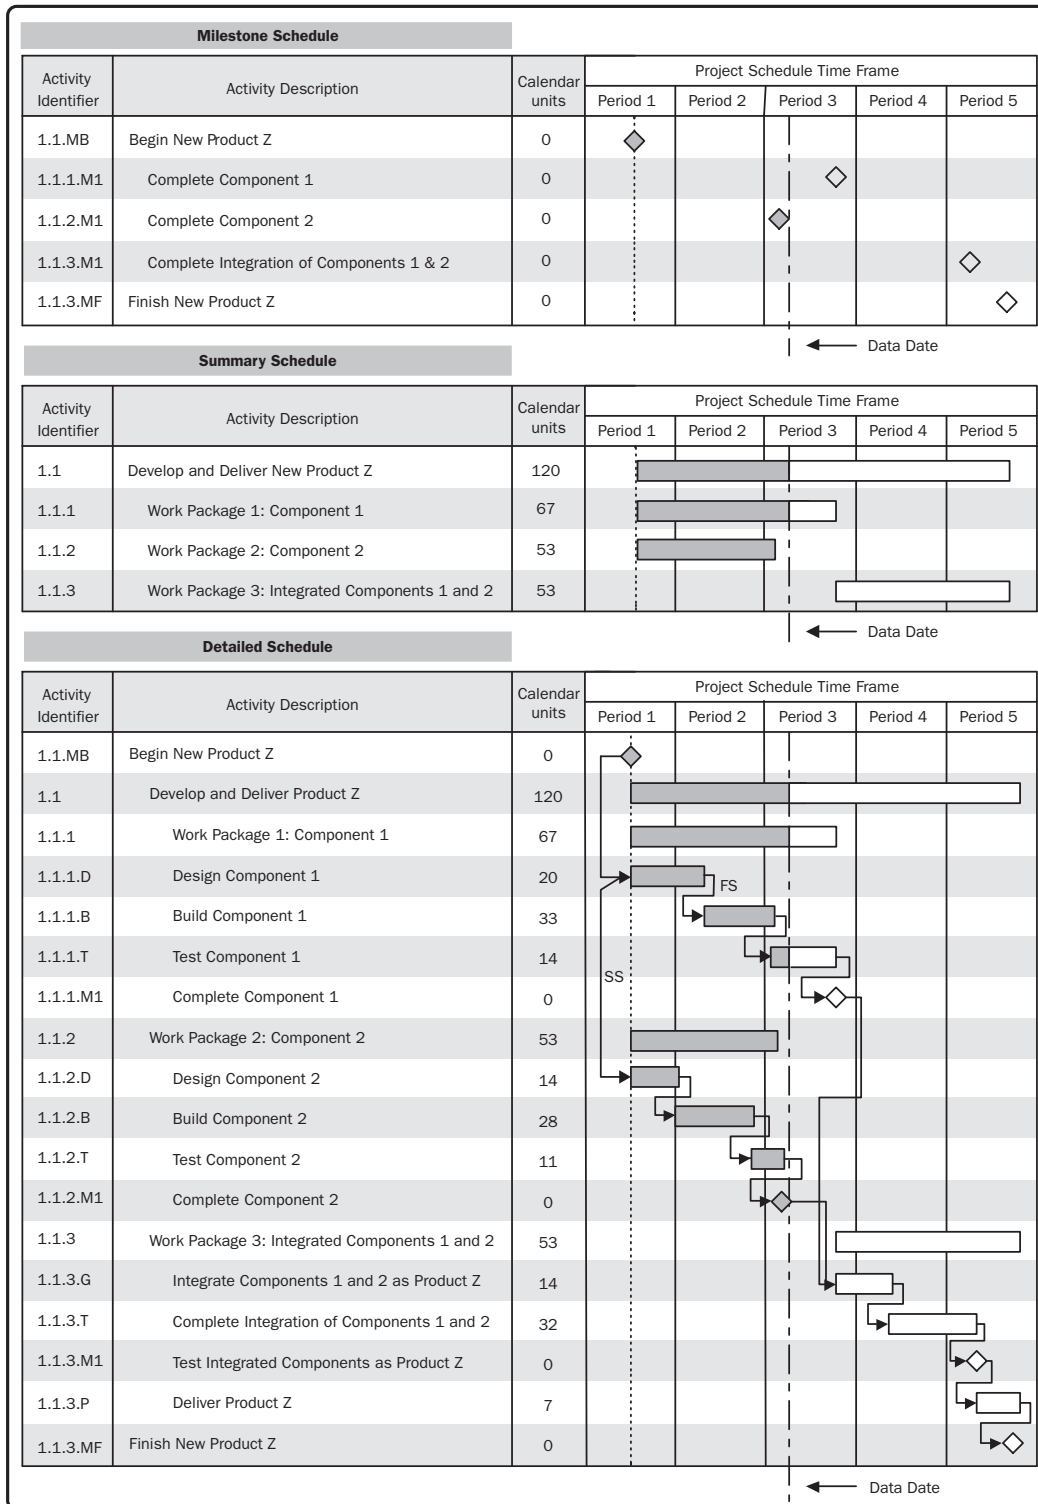 Milestone Schedule
Activity Identifier Activity Description Calendar units Project Schedule Time Frame
Period 1 Period 2 Period 3 Period 4 Period 5
1.1.MB Begin New Product Z 0
1.1.1.M1 Complete Component 1 0
1.1.2.M1 Complete Component 2 0
1.1.3.M1 Complete Integration of Components 1 & 2 0
1.1.3.MF Finish New Product Z 0
Data Date
Summary Schedule
Activity Identifier Activity Description Calendar units Project Schedule Time Frame
Period 1 Period 2 Period 3 Period 4 Period 5
1.1 Develop and Deliver New Product Z 120
1.1.1 Work Package 1: Component 1 67
1.1.2 Work Package 2: Component 2 53
1.1.3 Work Package 3: Integrated Components 1 and 2 53
Data Date
Detailed Schedule
Activity Identifier Activity Description Calendar units Project Schedule Time Frame
Period 1 Period 2 Period 3 Period 4 Period 5
1.1.MB Begin New Product Z 0
1.1 Develop and Deliver Product Z 120
1.1.1 Work Package 1: Component 1 67
1.1.1.D Design Component 1 20 FS
1.1.1.B Build Component 1 33
1.1.1.T Test Component 1 14
SS
1.1.1.M1 Complete Component 1 0
1.1.2 Work Package 2: Component 2 53
1.1.2.D Design Component 2 14
1.1.2.B Build Component 2 28
1.1.2.T Test Component 2 11
1.1.2.M1 Complete Component 2 0
1.1.3 Work Package 3: Integrated Components 1 and 2 53
1.1.3.G Integrate Components 1 and 2 as Product Z 14
1.1.3.T Complete Integration of Components 1 and 2 32
1.1.3.M1 Test Integrated Components as Product Z 0
1.1.3.P Deliver Product Z 7
1.1.3.MF Finish New Product Z 0
Data Date